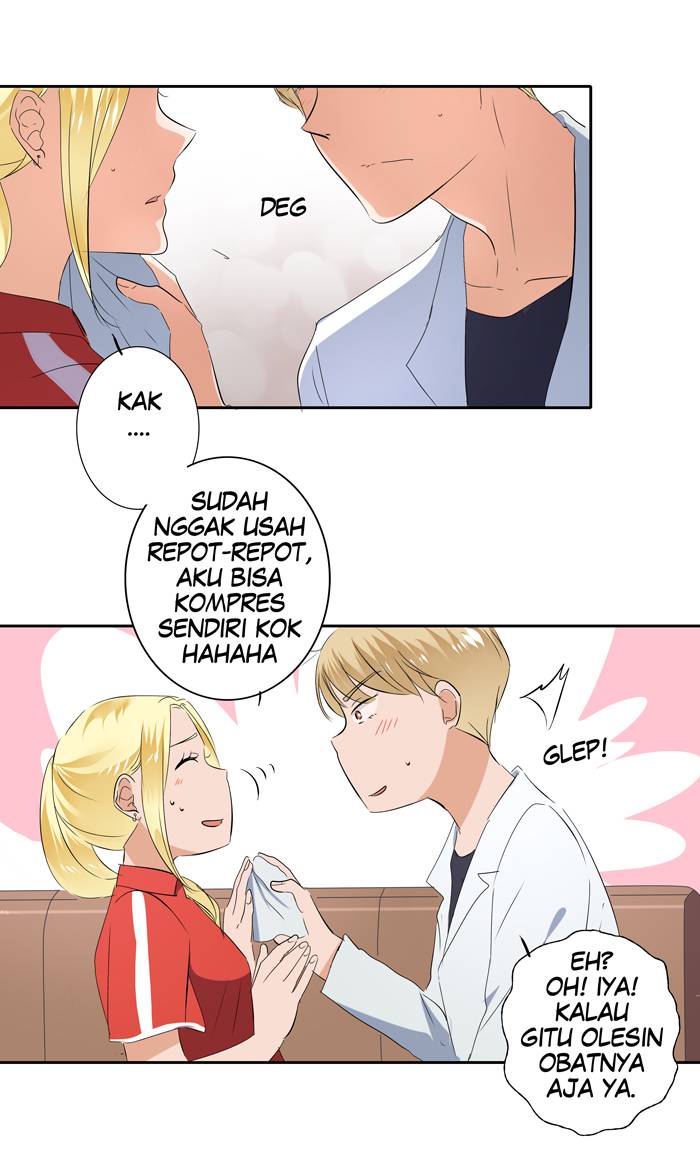 DEG
KAK
....
SUDAH
NGGAK USAH
REPOT-REPOT,
AKU BISA
KOMPRES
SENDIRI KOK
HAHAHA
GLEP!
EH?
OH! IYA!
KALAU
GITU OLESIN
OBATNYA
AJA YA.